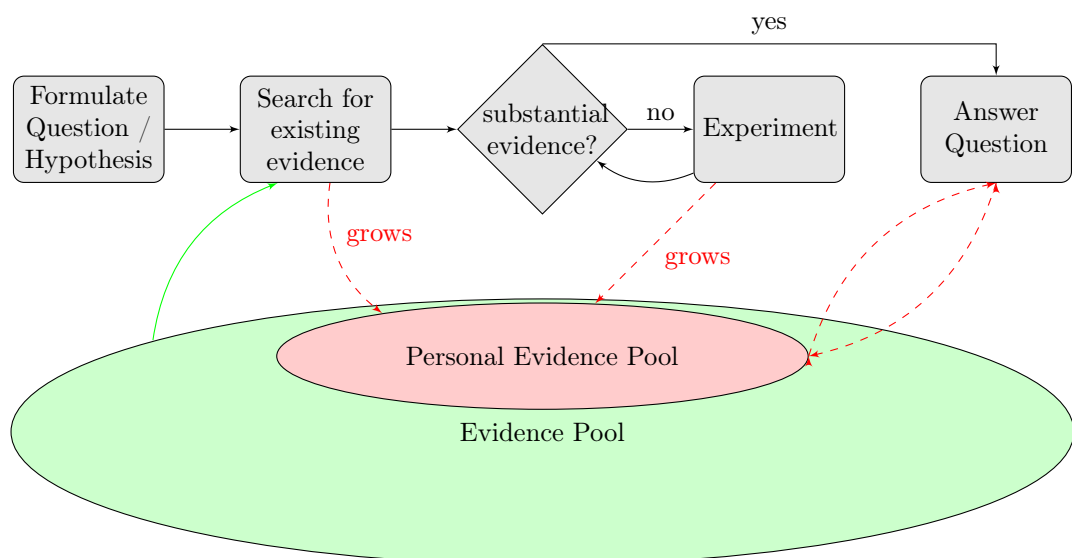 yes
Formulate
Question /
Hypothesis
Search for
existing
evidence
substantial
evidence?
no
Experiment
Answer
Question
grows
grows
Personal Evidence Pool
Evidence Pool